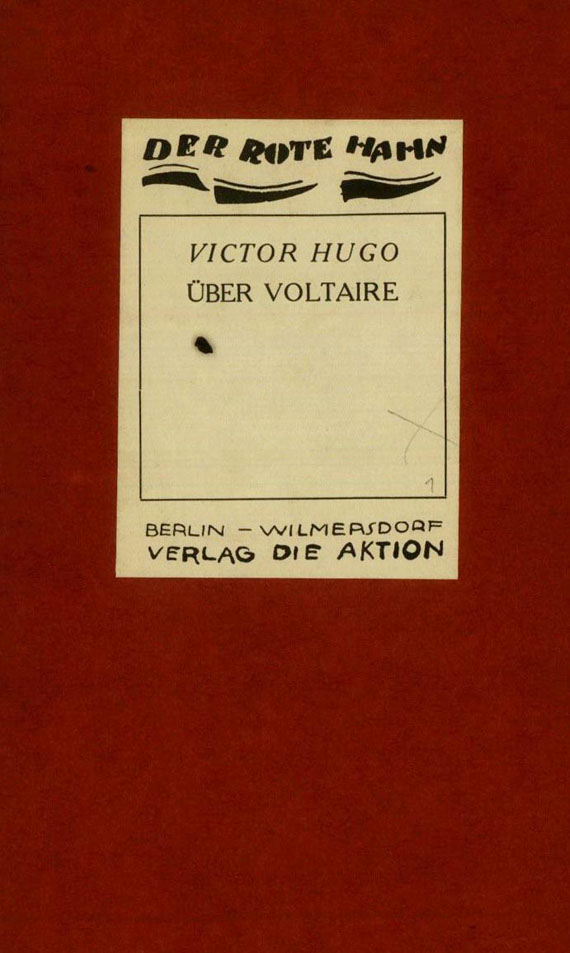 DER ROTE HAHN
VICTOR HUGO
ÜBER VOLTAIRE
1
BERLIN – WILMERSDORF
VERLAG DIE AKTION